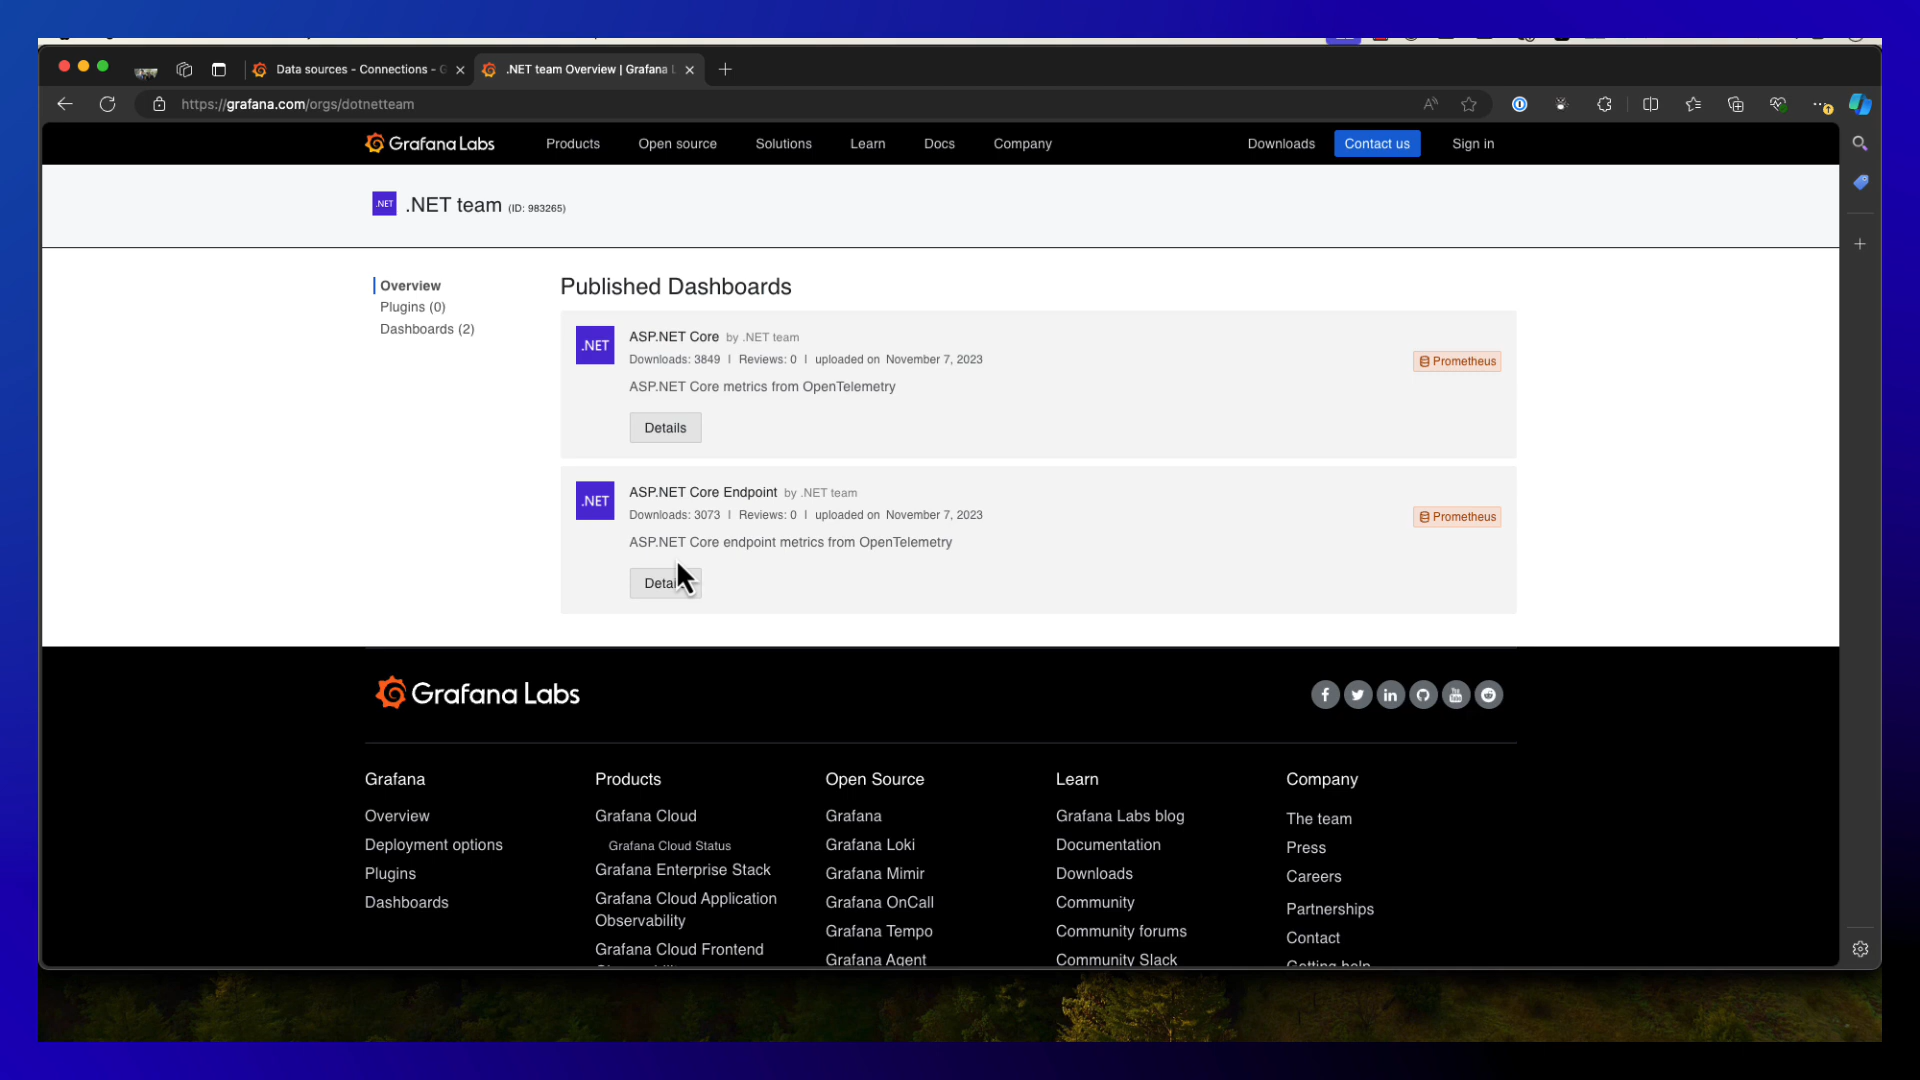 Data sources - Connections - G
.NET team Overview | Grafana L
https://grafana.com/orgs/dotnetteam
Grafana Labs
Products
Open source
Solutions
Learn
Docs
Company
Downloads
Contact us
Sign in
.NET
.NET team (ID: 983265)
Overview
Plugins (0)
Dashboards (2)
Published Dashboards
.NET
ASP.NET Core by .NET team
Downloads: 3849 | Reviews: 0 | uploaded on November 7, 2023
Prometheus
ASP.NET Core metrics from OpenTelemetry
Details
.NET
ASP.NET Core Endpoint by .NET team
Downloads: 3073 | Reviews: 0 | uploaded on November 7, 2023
Prometheus
ASP.NET Core endpoint metrics from OpenTelemetry
Details
Grafana Labs
Grafana
Overview
Deployment options
Plugins
Dashboards
Products
Grafana Cloud
Grafana Cloud Status
Grafana Enterprise Stack
Grafana Cloud Application
Observability
Grafana Cloud Frontend
Open Source
Grafana
Grafana Loki
Grafana Mimir
Grafana OnCall
Grafana Tempo
Grafana Agent
Learn
Grafana Labs blog
Documentation
Downloads
Community
Community forums
Community Slack
Company
The team
Press
Careers
Partnerships
Contact
Getting help